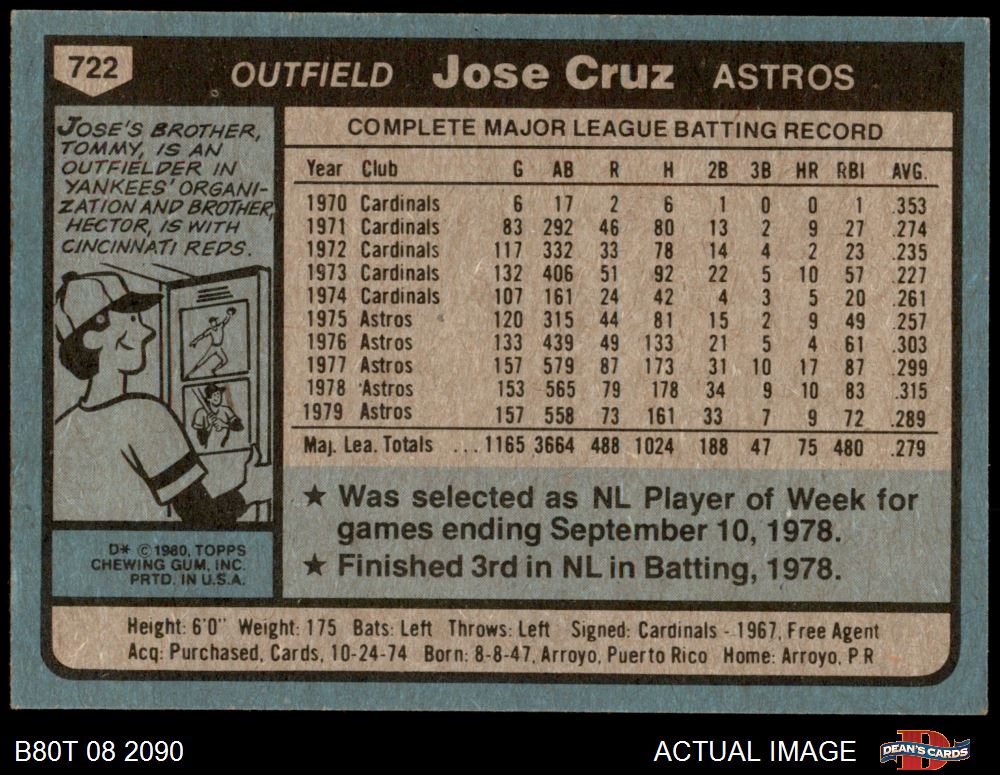 722
OUTFIELD Jose Cruz ASTROS
JOSE'S BROTHER,
TOMMY, IS AN
OUTFIELDER IN
YANKEES' ORGANI-
ZATION AND BROTHER,
HECTOR, IS WITH
CINCINNATI REDS.
D* © 1980, TOPPS
CHEWING GUM, INC.
PRTD. IN U.S.A.
COMPLETE MAJOR LEAGUE BATTING RECORD
Year Club G AB R H 2B 3B HR RBI AVG.
1970 Cardinals 6 17 2 6 1 0 0 1 .353
1971 Cardinals 83 292 46 80 13 2 9 27 .274
1972 Cardinals 117 332 33 78 14 4 2 23 .235
1973 Cardinals 132 406 51 92 22 5 10 57 .227
1974 Cardinals 107 161 24 42 4 3 5 20 .261
1975 Astros 120 315 44 81 15 2 9 49 .257
1976 Astros 133 439 49 133 21 5 4 61 .303
1977 Astros 157 579 87 173 31 10 17 87 .299
1978 Astros 153 565 79 178 34 9 10 83 .315
1979 Astros 157 558 73 161 33 7 9 72 .289
Maj. Lea. Totals ... 1165 3664 488 1024 188 47 75 480 .279
★ Was selected as NL Player of Week for
games ending September 10, 1978.
★ Finished 3rd in NL in Batting, 1978.
Height: 6'0" Weight: 175 Bats: Left Throws: Left Signed: Cardinals - 1967, Free Agent
Acq: Purchased, Cards, 10-24-74 Born: 8-8-47, Arroyo, Puerto Rico Home: Arroyo, P R
B80T 08 2090
ACTUAL IMAGE
DEAN'S CARDS